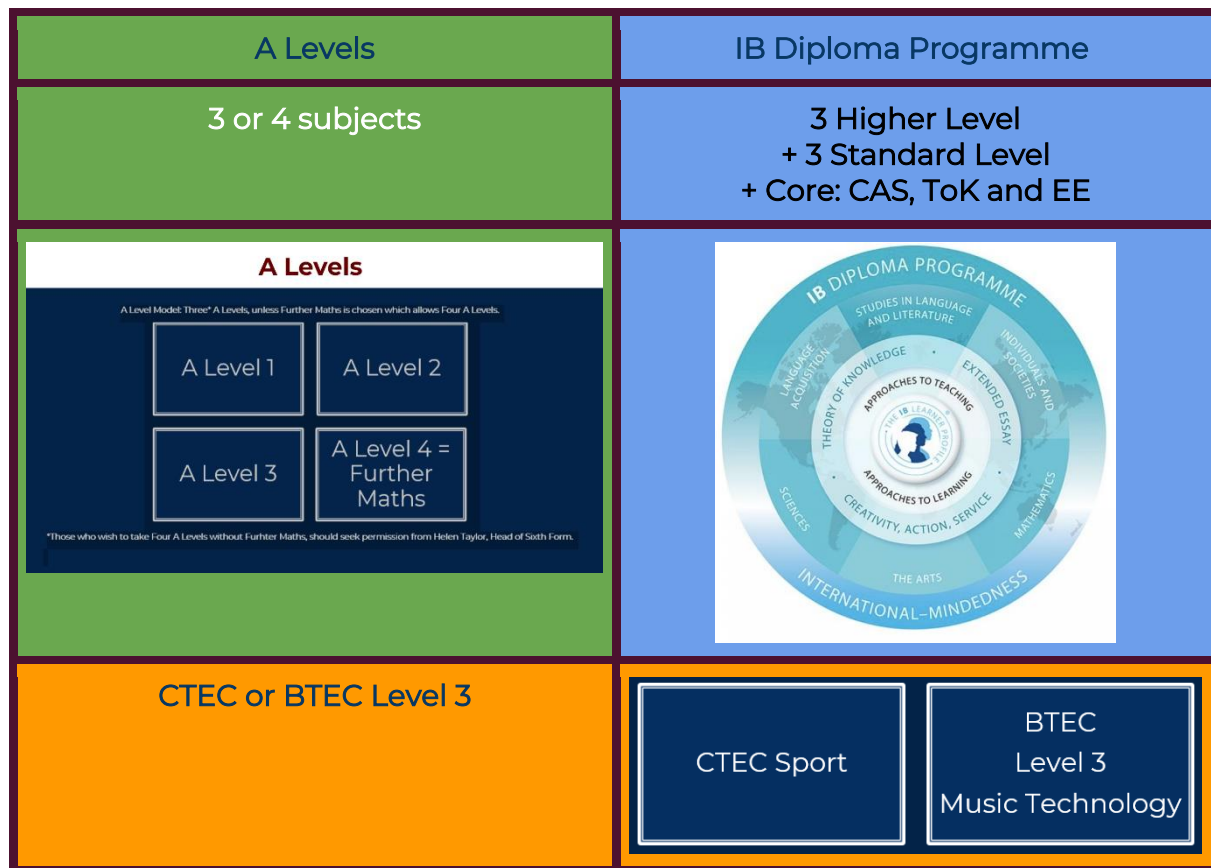 A Levels
IB Diploma Programme
3 or 4 subjects
3 Higher Level
+ 3 Standard Level
+ Core: CAS, ToK and EE
A Levels
A Level Model: Three* A Levels, unless Further Maths is chosen which allows Four A Levels.
A Level 1
A Level 2
A Level 3
A Level 4 =
Further
Maths
*Those who wish to take Four A Levels without Furhter Maths, should seek permission from Helen Taylor, Head of Sixth Form.
IB DIPLOMA PROGRAMME
STUDIES IN LANGUAGE
AND LITERATURE
LANGUAGE
ACQUISITION
INDIVIDUALS AND
SOCIETIES
THEORY OF KNOWLEDGE
EXTENDED ESSAY
APPROACHES TO TEACHING
THE IB LEARNER PROFILE
APPROACHES TO LEARNING
CREATIVITY, ACTION, SERVICE
SCIENCES
MATHEMATICS
THE ARTS
INTERNATIONAL–MINDEDNESS
CTEC or BTEC Level 3
CTEC Sport
BTEC
Level 3
Music Technology